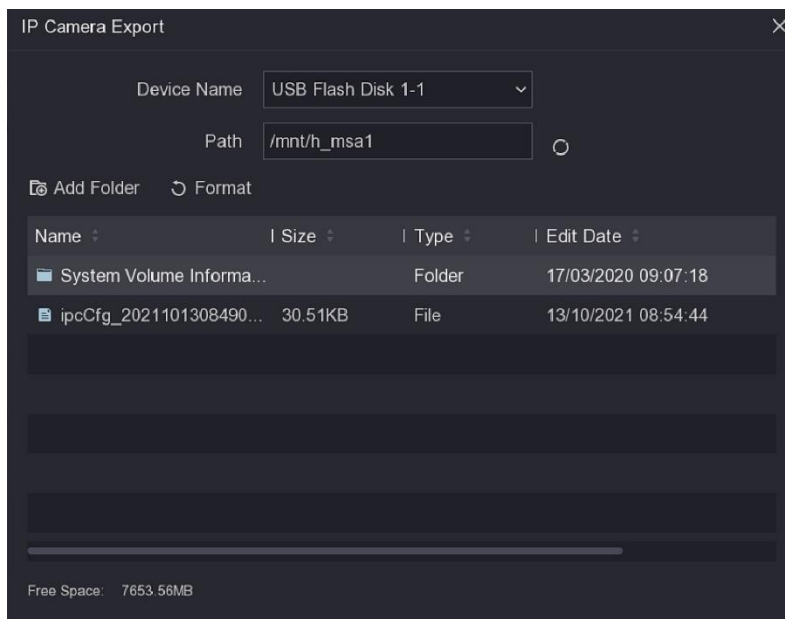 IP Camera Export
Device Name USB Flash Disk 1-1
Path /mnt/h_msa1
Add Folder Format
Name Size Type Edit Date
System Volume Informa... Folder 17/03/2020 09:07:18
ipcCfg_2021101308490... 30.51KB File 13/10/2021 08:54:44
Free Space: 7653.56MB